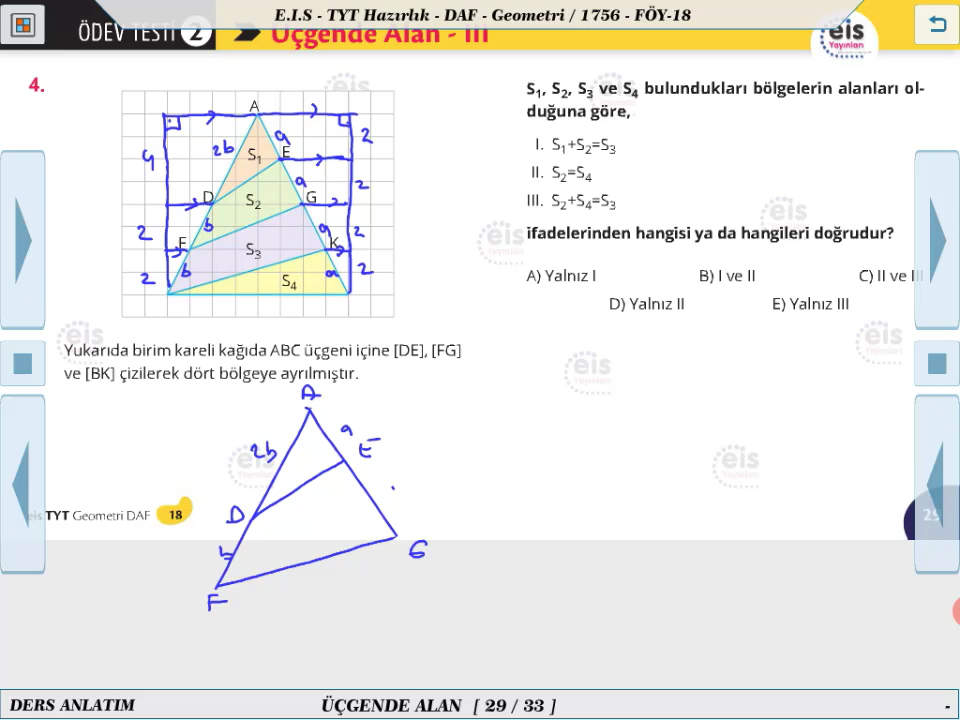 E.I.S - TYT Hazırlık - DAF - Geometri / 1756 - FÖY-18
ÖDEV TESTİ 2 Üçgende Alan - III
eis
Yayınları
4.
S₁, S₂, S₃ ve S₄ bulundukları bölgelerin alanları ol-
duğuna göre,
I. S₁+S₂=S₃
II. S₂=S₄
III. S₂+S₄=S₃
ifadelerinden hangisi ya da hangileri doğrudur?
A) Yalnız I B) I ve II C) II ve III
D) Yalnız II E) Yalnız III
A
2b a 2
4 S₁ E
a 2
D S₂ G
b a
2 F K 2
S₃
b a
2 S₄ 2
Yukarıda birim kareli kağıda ABC üçgeni içine [DE], [FG]
ve [BK] çizilerek dört bölgeye ayrılmıştır.
A
a
2b E
D
b G
F
eis TYT Geometri DAF 18
29
DERS ANLATIM ÜÇGENDE ALAN [ 29 / 33 ] -